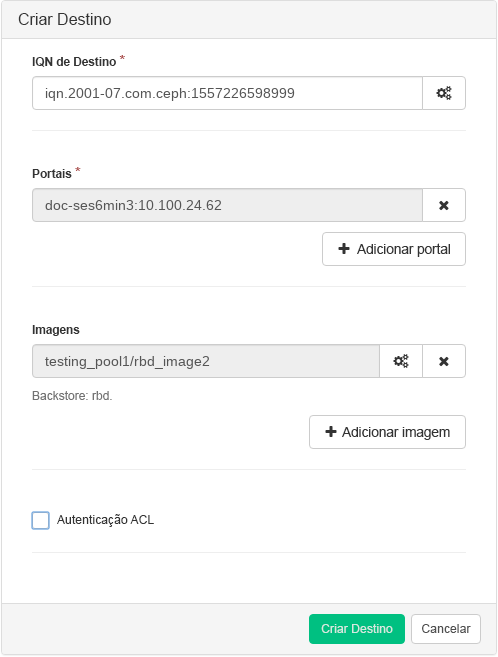 Criar Destino
IQN de Destino *
iqn.2001-07.com.ceph:1557226598999
Portais *
doc-ses6min3:10.100.24.62
Adicionar portal
Imagens
testing_pool1/rbd_image2
Backstore: rbd.
Adicionar imagem
Autenticação ACL
Criar Destino Cancelar